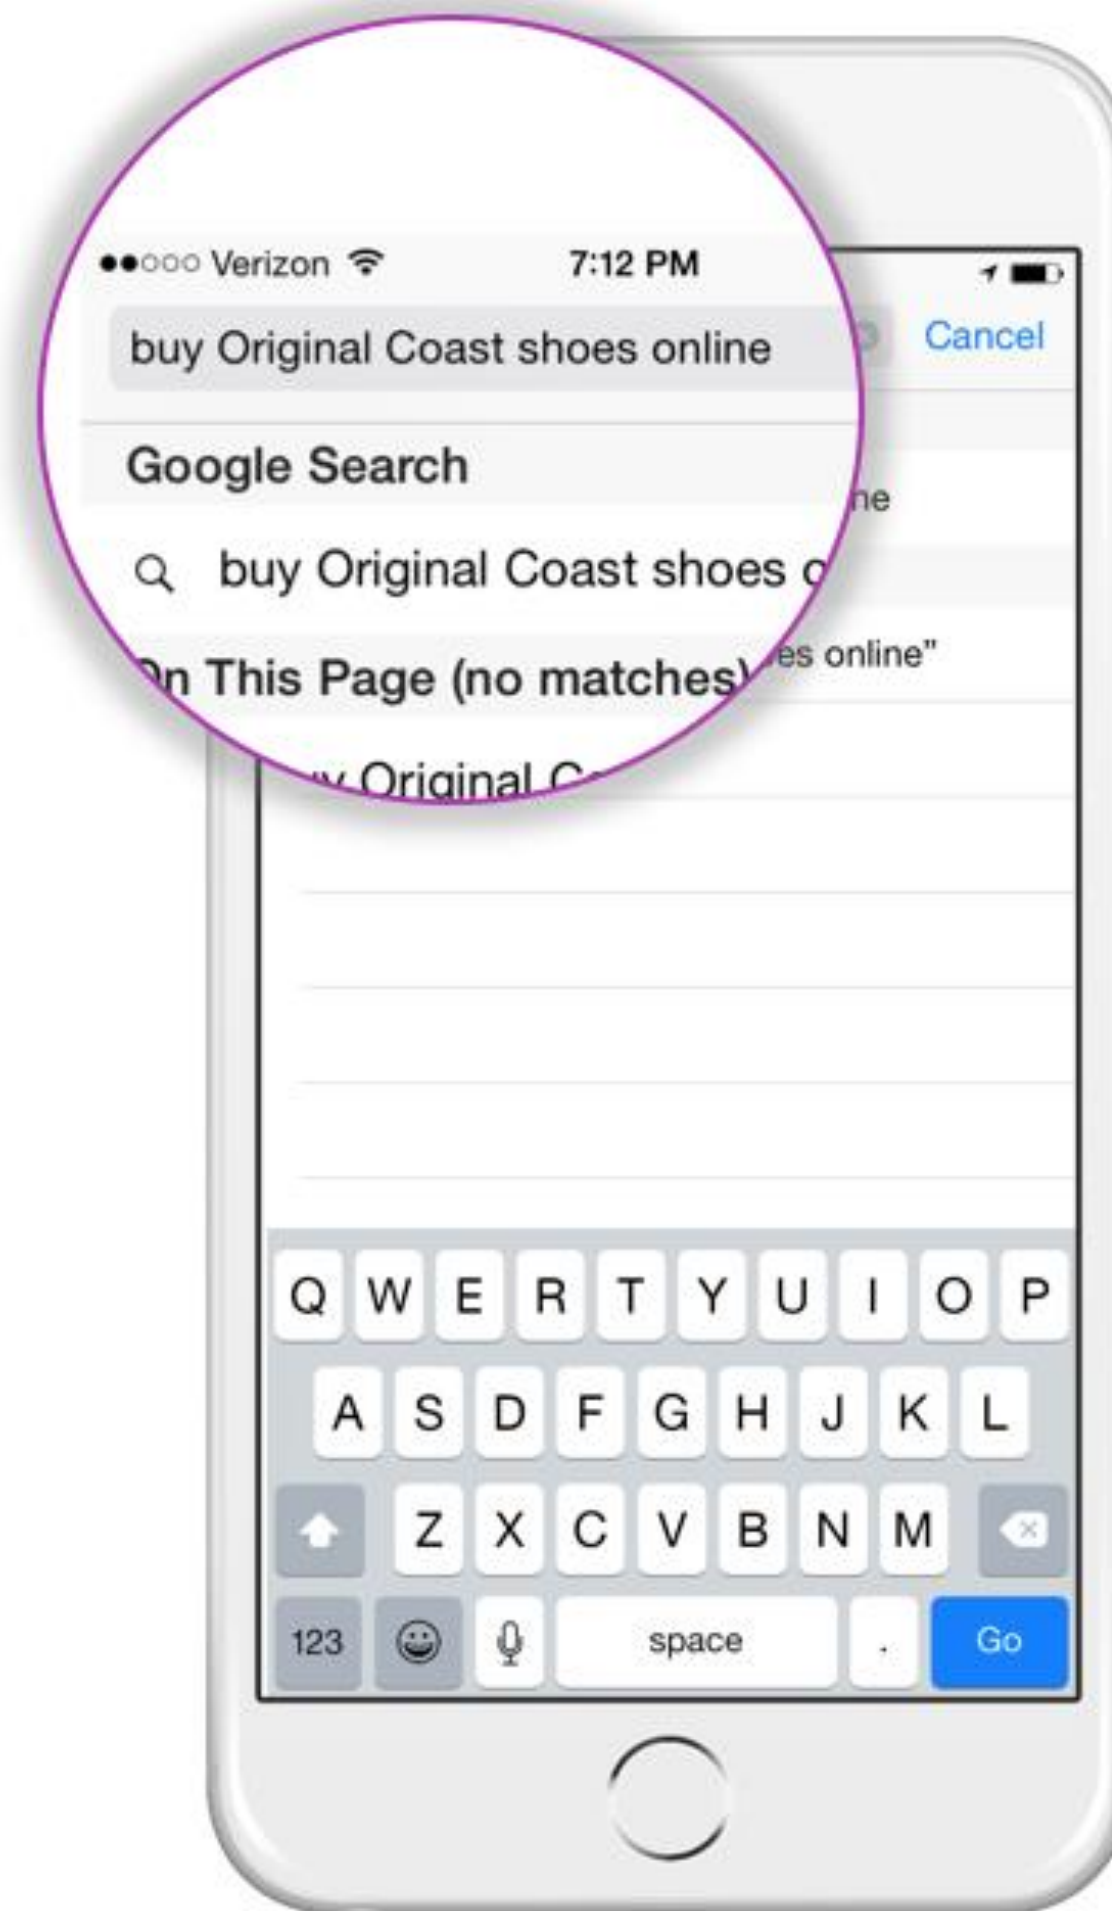 Verizon 7:12 PM
buy Original Coast shoes online Cancel
Google Search
buy Original Coast shoes
On This Page (no matches) es online"
Original
Q W E R T Y U I O P
A S D F G H J K L
Z X C V B N M
123 space . Go